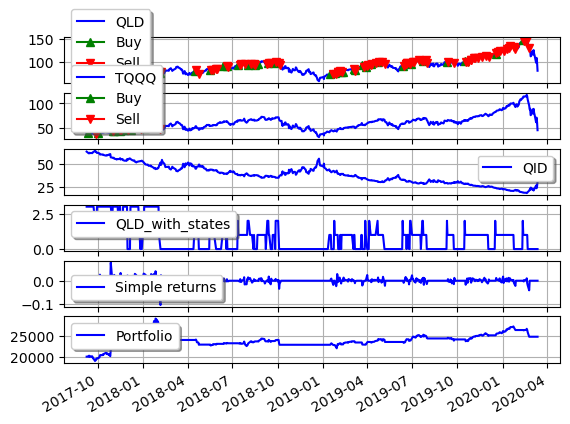 QLD
Buy
Sell
150
100
TQQQ
Buy
Sell
100
50
QID
50
25
QLD_with_states
2.5
0.0
Simple returns
0.0
−0.1
Portfolio
25000
20000
2017-10 2018-01 2018-04 2018-07 2018-10 2019-01 2019-04 2019-07 2019-10 2020-01 2020-04